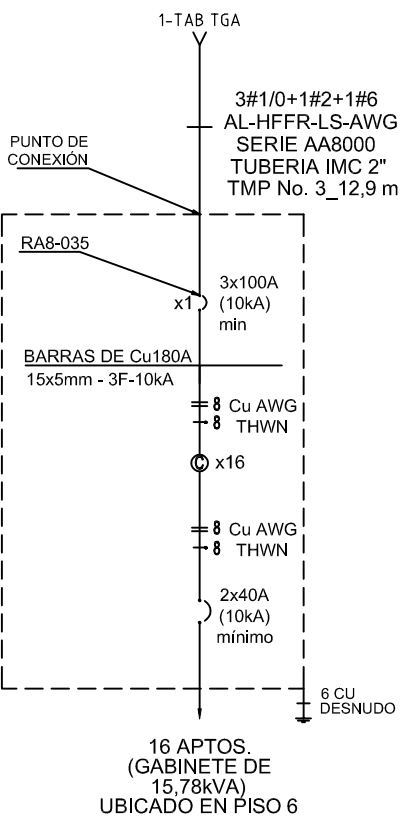 1-TAB TGA
3#1/0+1#2+1#6
AL-HFFR-LS-AWG
SERIE AA8000
TUBERIA IMC 2"
TMP No. 3_12,9 m
PUNTO DE
CONEXIÓN
RA8-035
x1
3x100A
(10kA)
min
BARRAS DE Cu180A
15x5mm - 3F-10kA
8 Cu AWG
8 THWN
C x16
8 Cu AWG
8 THWN
2x40A
(10kA)
mínimo
6 CU
DESNUDO
16 APTOS.
(GABINETE DE
15,78kVA)
UBICADO EN PISO 6